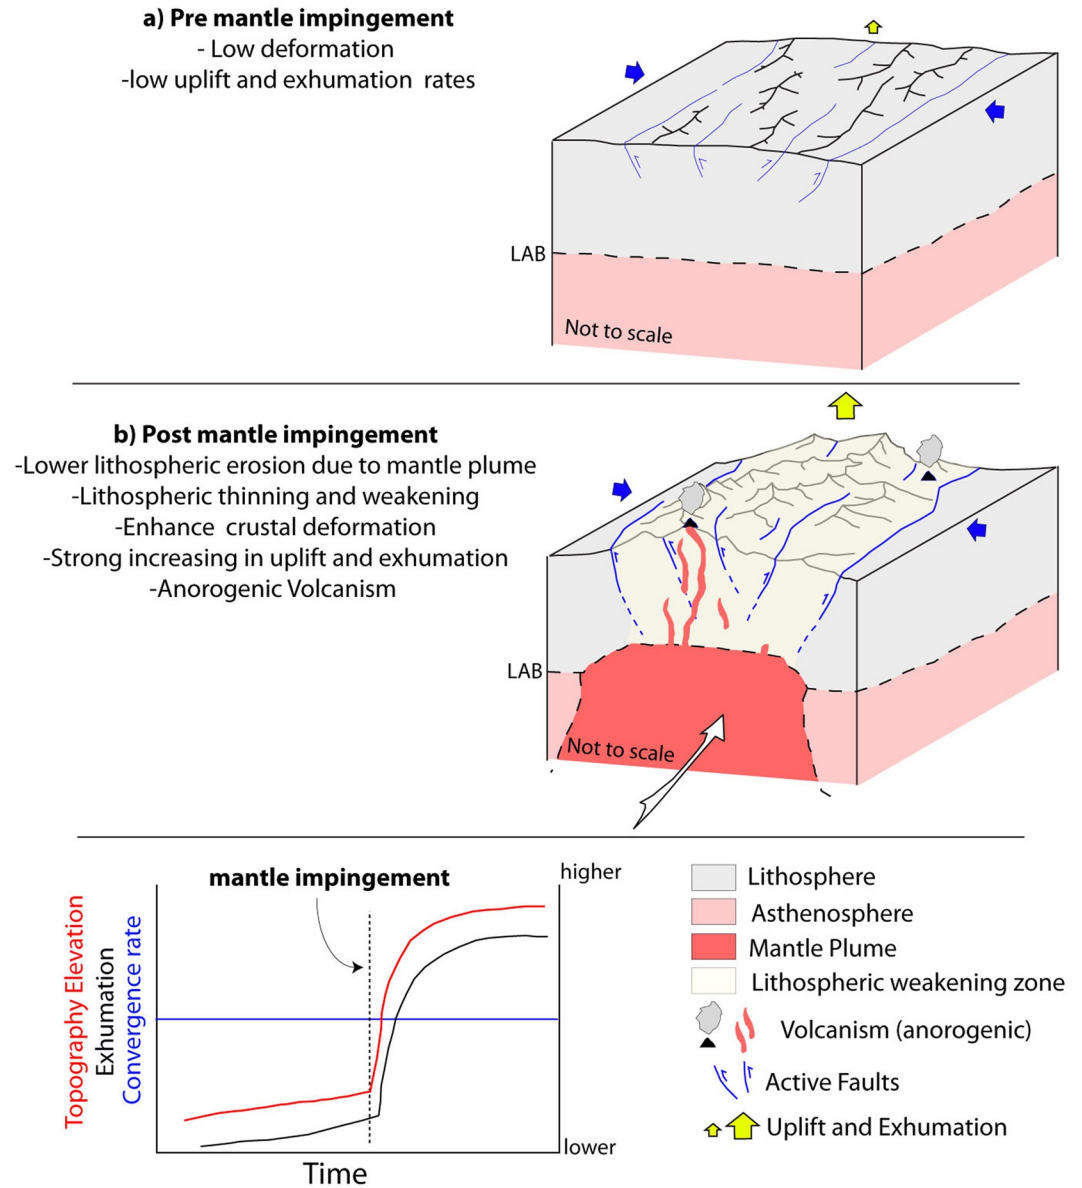 a) Pre mantle impingement
- Low deformation
-low uplift and exhumation rates
LAB
Not to scale
b) Post mantle impingement
-Lower lithospheric erosion due to mantle plume
-Lithospheric thinning and weakening
-Enhance crustal deformation
-Strong increasing in uplift and exhumation
-Anorogenic Volcanism
LAB
Not to scale
mantle impingement
higher
lower
Topography Elevation
Exhumation
Convergence rate
Time
Lithosphere
Asthenosphere
Mantle Plume
Lithospheric weakening zone
Volcanism (anorogenic)
Active Faults
Uplift and Exhumation